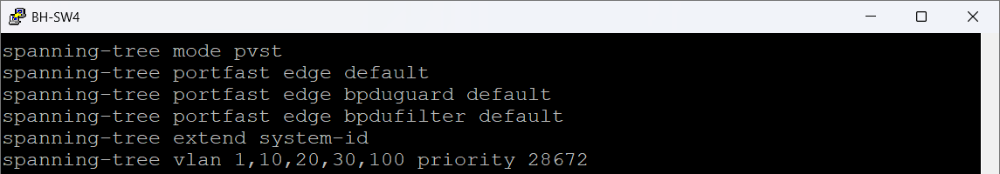 BH-SW4
spanning-tree mode pvst
spanning-tree portfast edge default
spanning-tree portfast edge bpduguard default
spanning-tree portfast edge bpdufilter default
spanning-tree extend system-id
spanning-tree vlan 1,10,20,30,100 priority 28672